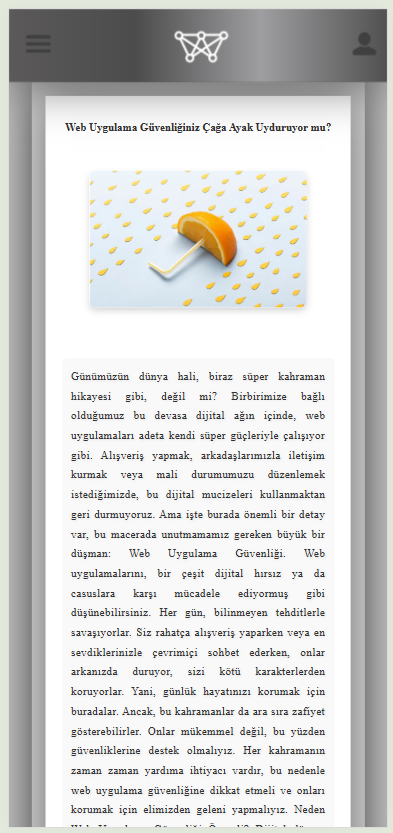 Web Uygulama Güvenliğiniz Çağa Ayak Uyduruyor mu?
Günümüzün dünya hali, biraz süper kahraman
hikayesi gibi, değil mi? Birbirimize bağlı
olduğumuz bu devasa dijital ağın içinde, web
uygulamaları adeta kendi süper güçleriyle çalışıyor
gibi. Alışveriş yapmak, arkadaşlarımızla iletişim
kurmak veya mali durumumuzu düzenlemek
istediğimizde, bu dijital mucizeleri kullanmaktan
geri durmuyoruz. Ama işte burada önemli bir detay
var, bu macerada unutmamamız gereken büyük bir
düşman: Web Uygulama Güvenliği. Web
uygulamalarını, bir çeşit dijital hırsız ya da
casuslara karşı mücadele ediyormuş gibi
düşünebilirsiniz. Her gün, bilinmeyen tehditlerle
savaşıyorlar. Siz rahatça alışveriş yaparken veya en
sevdiklerinizle çevrimiçi sohbet ederken, onlar
arkanızda duruyor, sizi kötü karakterlerden
koruyorlar. Yani, günlük hayatınızı korumak için
buradalar. Ancak, bu kahramanlar da ara sıra zafiyet
gösterebilirler. Onlar mükemmel değil, bu yüzden
güvenliklerine destek olmalıyız. Her kahramanın
zaman zaman yardıma ihtiyacı vardır, bu nedenle
web uygulama güvenliğine dikkat etmeli ve onları
korumak için elimizden geleni yapmalıyız. Neden